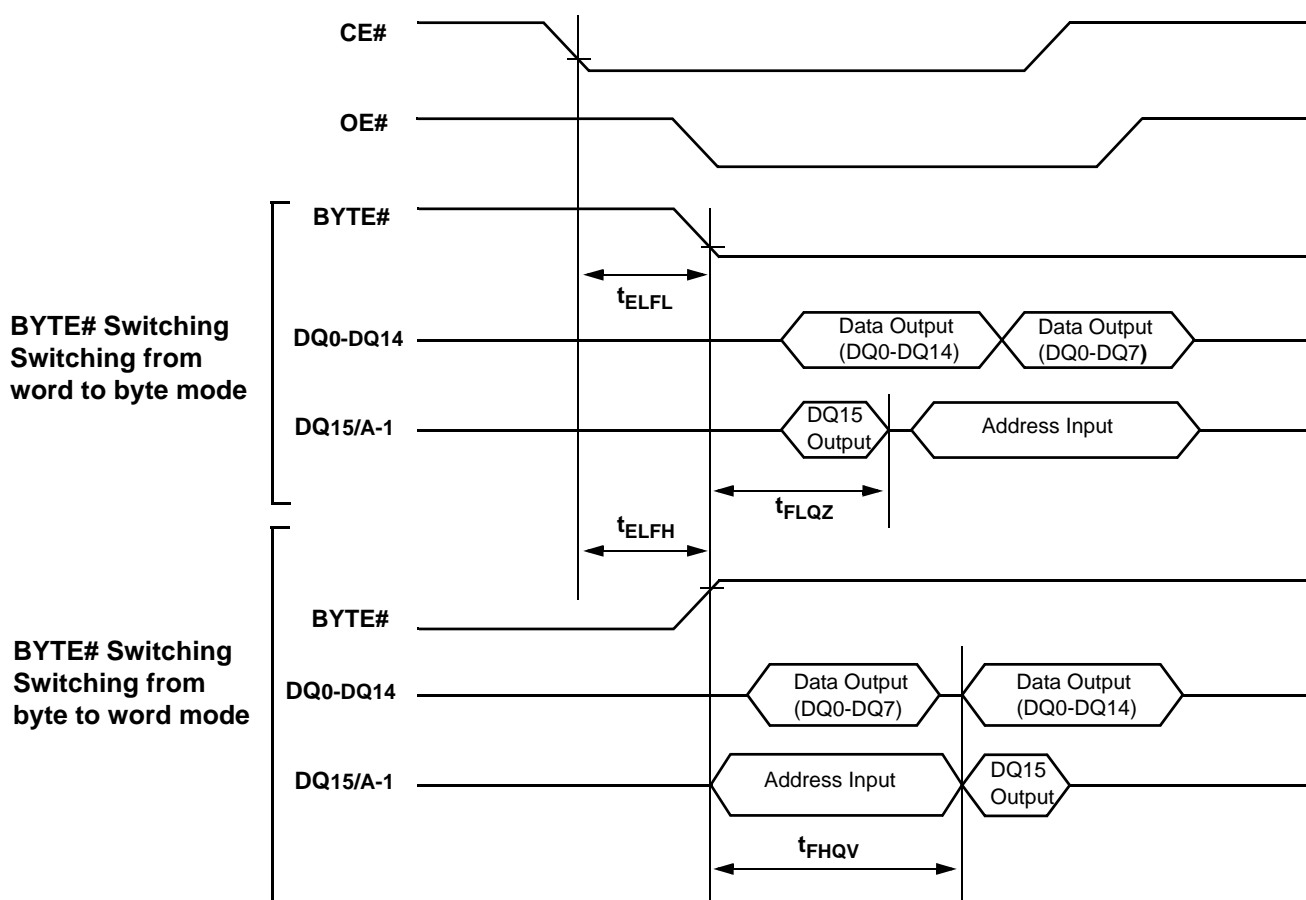 CE#
OE#
BYTE#
tELFL
BYTE# Switching
Switching from
word to byte mode
DQ0-DQ14
Data Output
(DQ0-DQ14)
Data Output
(DQ0-DQ7)
DQ15/A-1
DQ15
Output
Address Input
tFLQZ
tELFH
BYTE#
BYTE# Switching
Switching from
byte to word mode
DQ0-DQ14
Data Output
(DQ0-DQ7)
Data Output
(DQ0-DQ14)
DQ15/A-1
Address Input
DQ15
Output
tFHQV